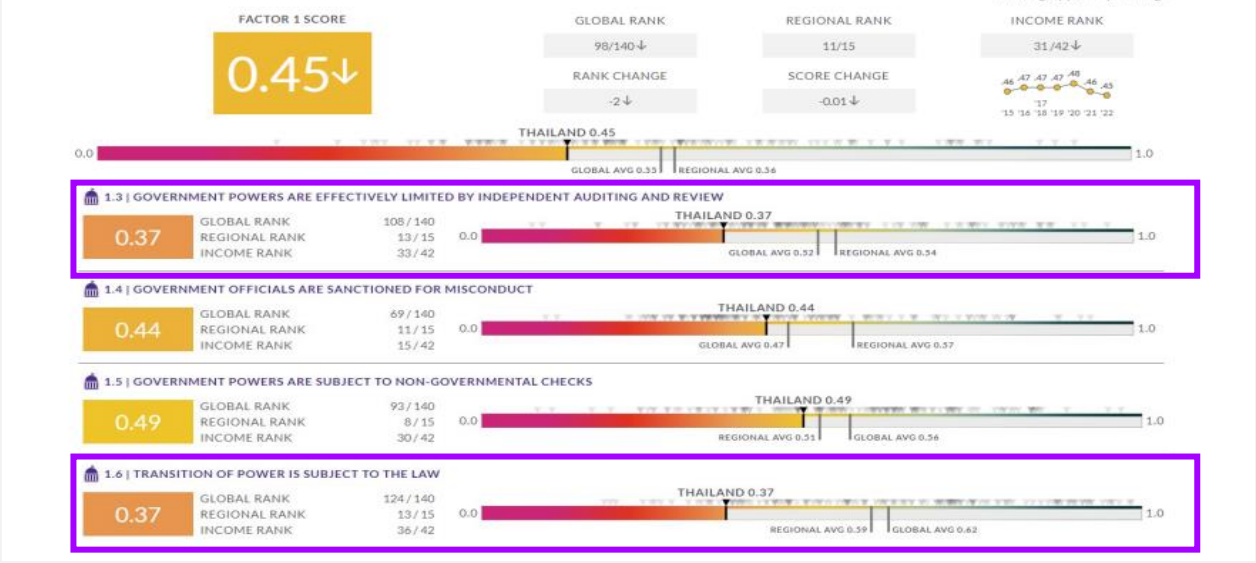 FACTOR 1 SCORE
GLOBAL RANK
REGIONAL RANK
INCOME RANK
0.45↓
98/140 ↓
11/15
31/42 ↓
RANK CHANGE
SCORE CHANGE
-2 ↓
-0.01 ↓
.46 .47 .47 .47 .48 .46 .45
'17
'15 '16 '18 '19 '20 '21 '22
THAILAND 0.45
0.0
1.0
GLOBAL AVG 0.55
REGIONAL AVG 0.56
1.3 | GOVERNMENT POWERS ARE EFFECTIVELY LIMITED BY INDEPENDENT AUDITING AND REVIEW
0.37
GLOBAL RANK 108/140
REGIONAL RANK 13/15
INCOME RANK 33/42
THAILAND 0.37
0.0
1.0
GLOBAL AVG 0.52
REGIONAL AVG 0.54
1.4 | GOVERNMENT OFFICIALS ARE SANCTIONED FOR MISCONDUCT
0.44
GLOBAL RANK 69/140
REGIONAL RANK 11/15
INCOME RANK 15/42
THAILAND 0.44
0.0
1.0
GLOBAL AVG 0.47
REGIONAL AVG 0.57
1.5 | GOVERNMENT POWERS ARE SUBJECT TO NON-GOVERNMENTAL CHECKS
0.49
GLOBAL RANK 93/140
REGIONAL RANK 8/15
INCOME RANK 30/42
THAILAND 0.49
0.0
1.0
REGIONAL AVG 0.51
GLOBAL AVG 0.56
1.6 | TRANSITION OF POWER IS SUBJECT TO THE LAW
0.37
GLOBAL RANK 124/140
REGIONAL RANK 13/15
INCOME RANK 36/42
THAILAND 0.37
0.0
1.0
REGIONAL AVG 0.59
GLOBAL AVG 0.62